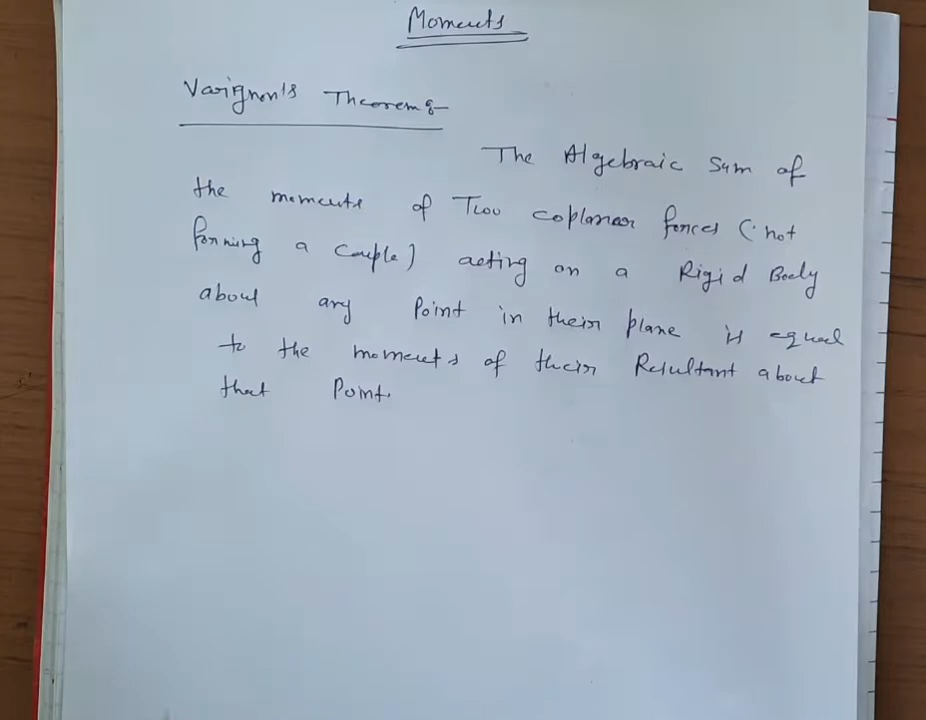 Moments
Varignon's Theorem :-
The Algebraic Sum of
the moments of Two coplanar forces (not
forming a couple) acting on a Rigid Body
about any Point in their plane is equal
to the moments of their Resultant about
that Point.